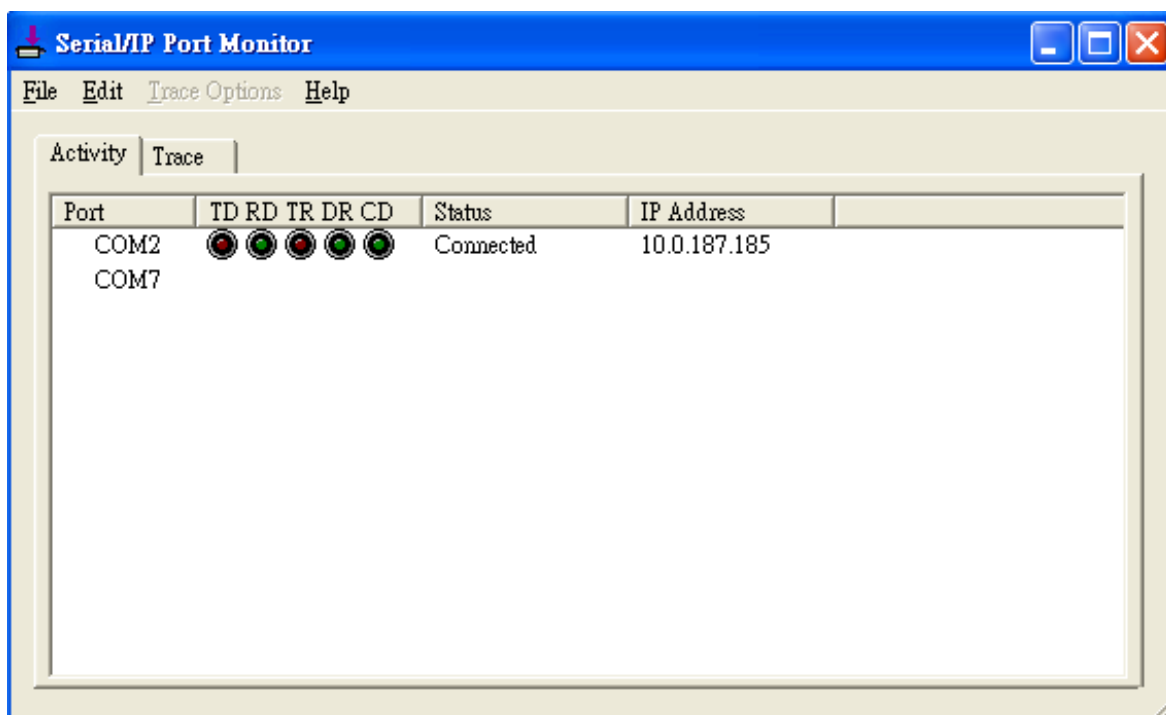 Serial/IP Port Monitor
File Edit Trace Options Help
Activity Trace
Port TD RD TR DR CD Status IP Address
COM2 Connected 10.0.187.185
COM7